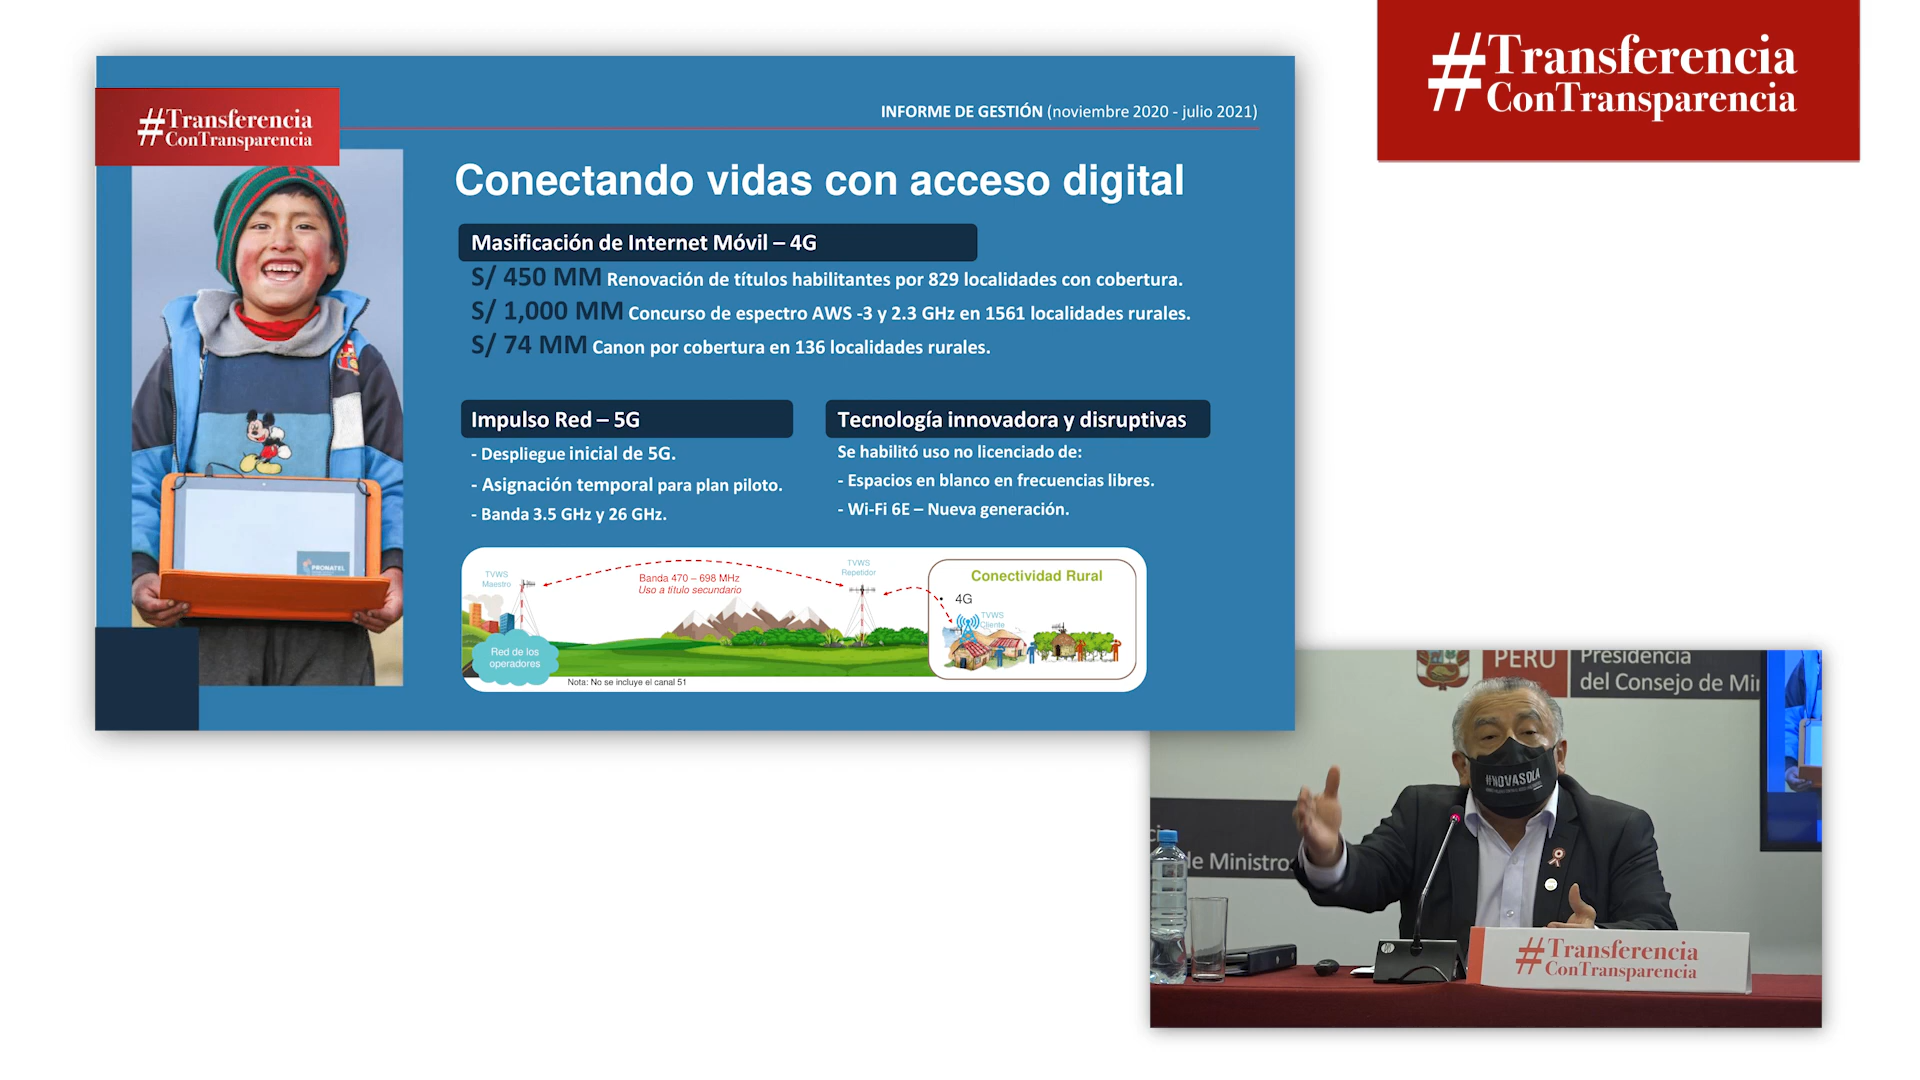 #Transferencia
ConTransparencia
#Transferencia
ConTransparencia
INFORME DE GESTIÓN (noviembre 2020 - julio 2021)
Conectando vidas con acceso digital
Masificación de Internet Móvil – 4G
S/ 450 MM Renovación de títulos habilitantes por 829 localidades con cobertura.
S/ 1,000 MM Concurso de espectro AWS -3 y 2.3 GHz en 1561 localidades rurales.
S/ 74 MM Canon por cobertura en 136 localidades rurales.
Impulso Red – 5G
- Despliegue inicial de 5G.
- Asignación temporal para plan piloto.
- Banda 3.5 GHz y 26 GHz.
Tecnología innovadora y disruptivas
Se habilitó uso no licenciado de:
- Espacios en blanco en frecuencias libres.
- Wi-Fi 6E – Nueva generación.
PRONATEL
TVWS
Maestro
Banda 470 – 698 MHz
Uso a título secundario
TVWS
Repetidor
Conectividad Rural
• 4G
TVWS
Cliente
Red de los
operadores
Nota: No se incluye el canal 51
PERÚ
Presidencia
del Consejo de Mi
#NOVASOLA
de Ministro
#Transferencia
ConTransparencia